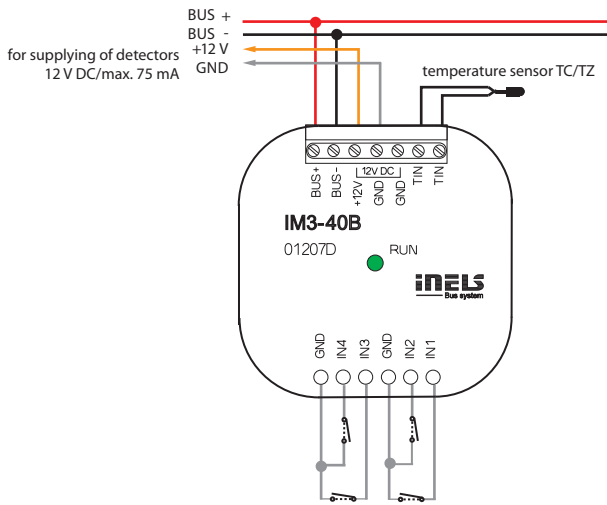 BUS +
BUS -
+12 V
for supplying of detectors
12 V DC/max. 75 mA
GND
temperature sensor TC/TZ
12V DC
BUS+
BUS-
+12V
GND
GND
TIN
TIN
IM3-40B
01207D
RUN
iNELS
Bus system
GND
IN4
IN3
GND
IN2
IN1